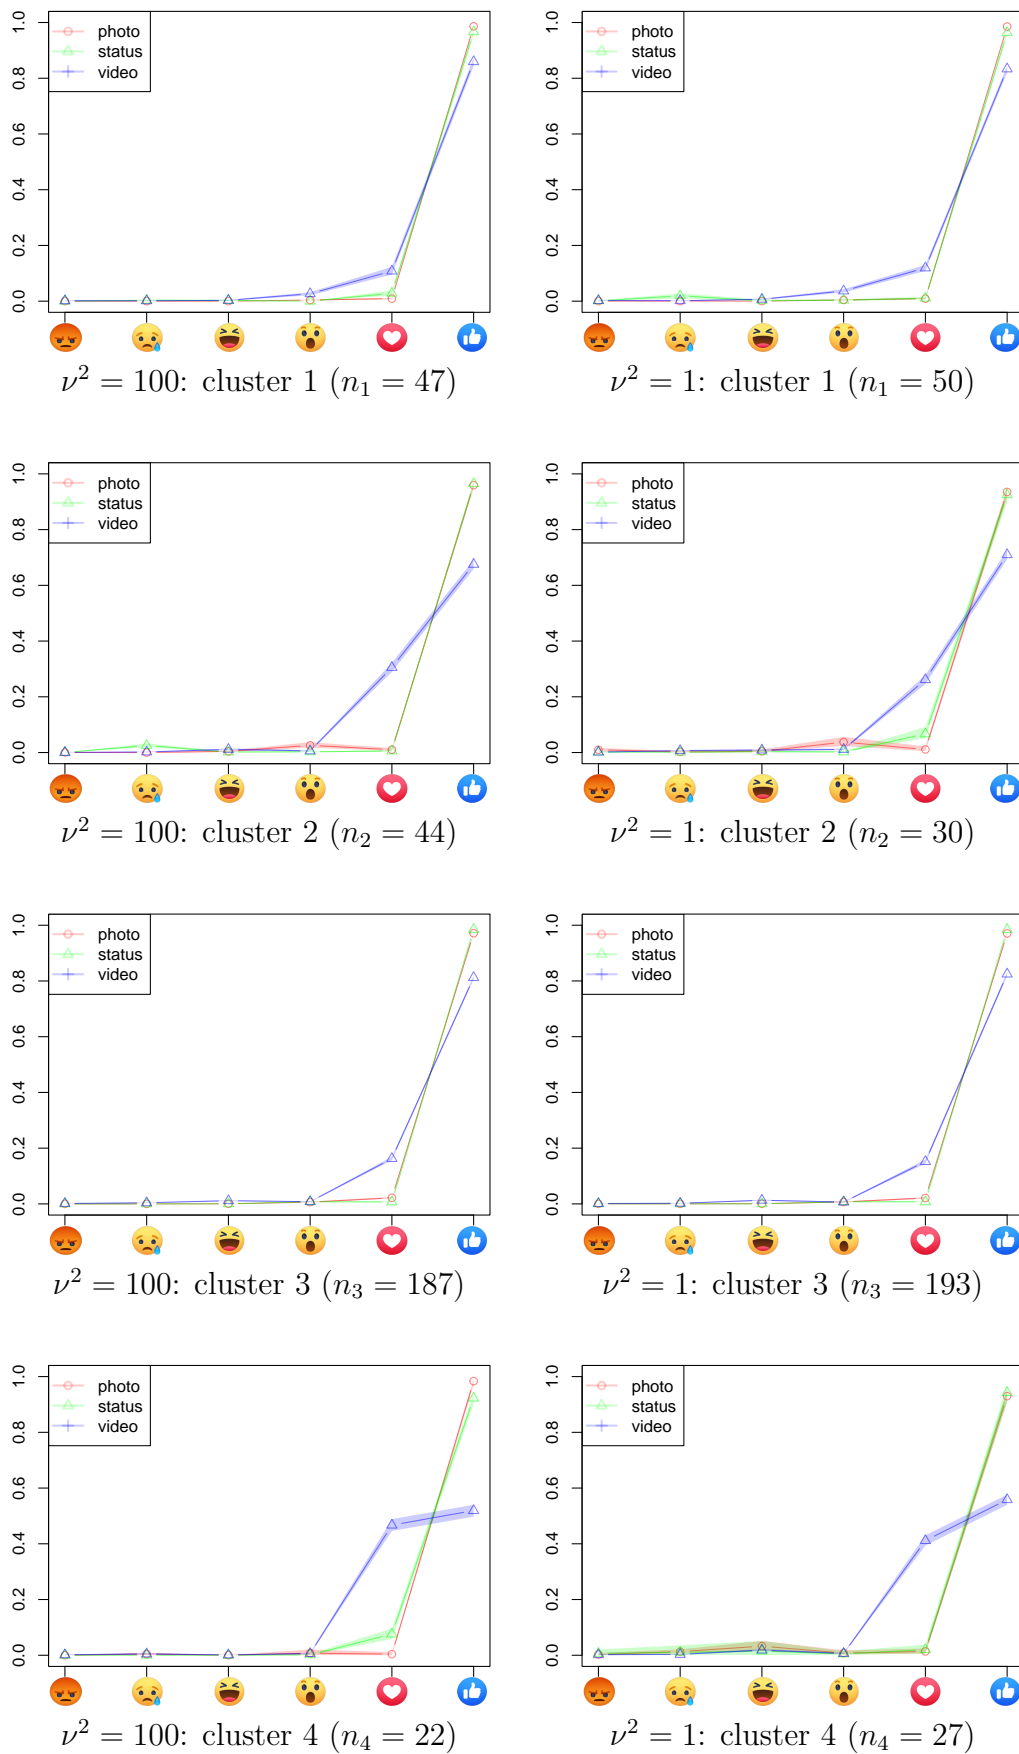 0.0 0.2 0.4 0.6 0.8 1.0
photo
status
video
ν² = 100: cluster 1 (n₁ = 47)
0.0 0.2 0.4 0.6 0.8 1.0
photo
status
video
ν² = 1: cluster 1 (n₁ = 50)
0.0 0.2 0.4 0.6 0.8 1.0
photo
status
video
ν² = 100: cluster 2 (n₂ = 44)
0.0 0.2 0.4 0.6 0.8 1.0
photo
status
video
ν² = 1: cluster 2 (n₂ = 30)
0.0 0.2 0.4 0.6 0.8 1.0
photo
status
video
ν² = 100: cluster 3 (n₃ = 187)
0.0 0.2 0.4 0.6 0.8 1.0
photo
status
video
ν² = 1: cluster 3 (n₃ = 193)
0.0 0.2 0.4 0.6 0.8 1.0
photo
status
video
ν² = 100: cluster 4 (n₄ = 22)
0.0 0.2 0.4 0.6 0.8 1.0
photo
status
video
ν² = 1: cluster 4 (n₄ = 27)